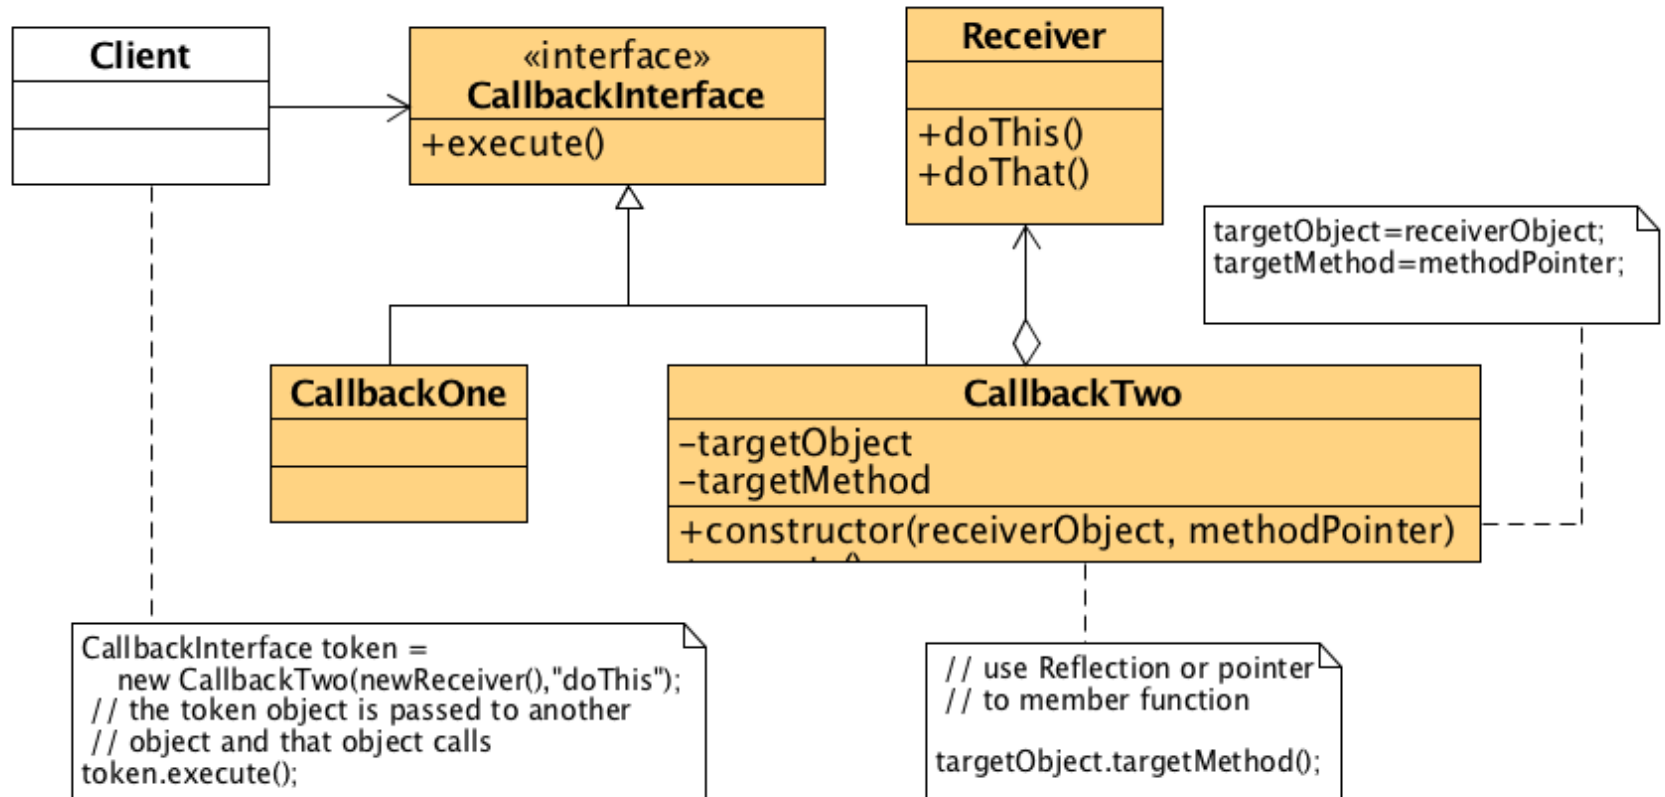 Client
«interface»
CallbackInterface
+execute()
Receiver
+doThis()
+doThat()
targetObject=receiverObject;
targetMethod=methodPointer;
CallbackOne
CallbackTwo
-targetObject
-targetMethod
+constructor(receiverObject, methodPointer)
CallbackInterface token =
new CallbackTwo(newReceiver(),"doThis");
// the token object is passed to another
// object and that object calls
token.execute();
// use Reflection or pointer
// to member function
targetObject.targetMethod();